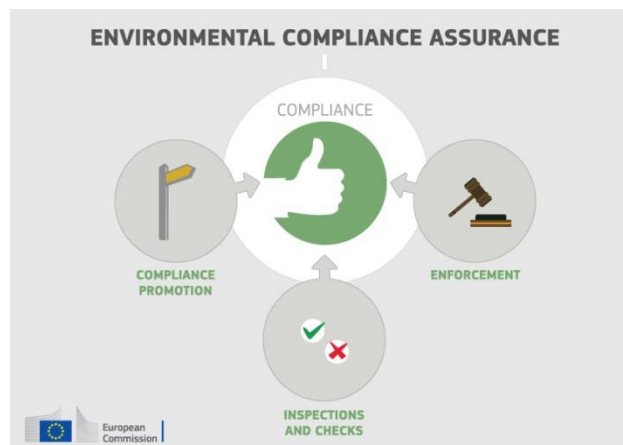 ENVIRONMENTAL COMPLIANCE ASSURANCE
COMPLIANCE
COMPLIANCE
PROMOTION
ENFORCEMENT
INSPECTIONS
AND CHECKS
European
Commission